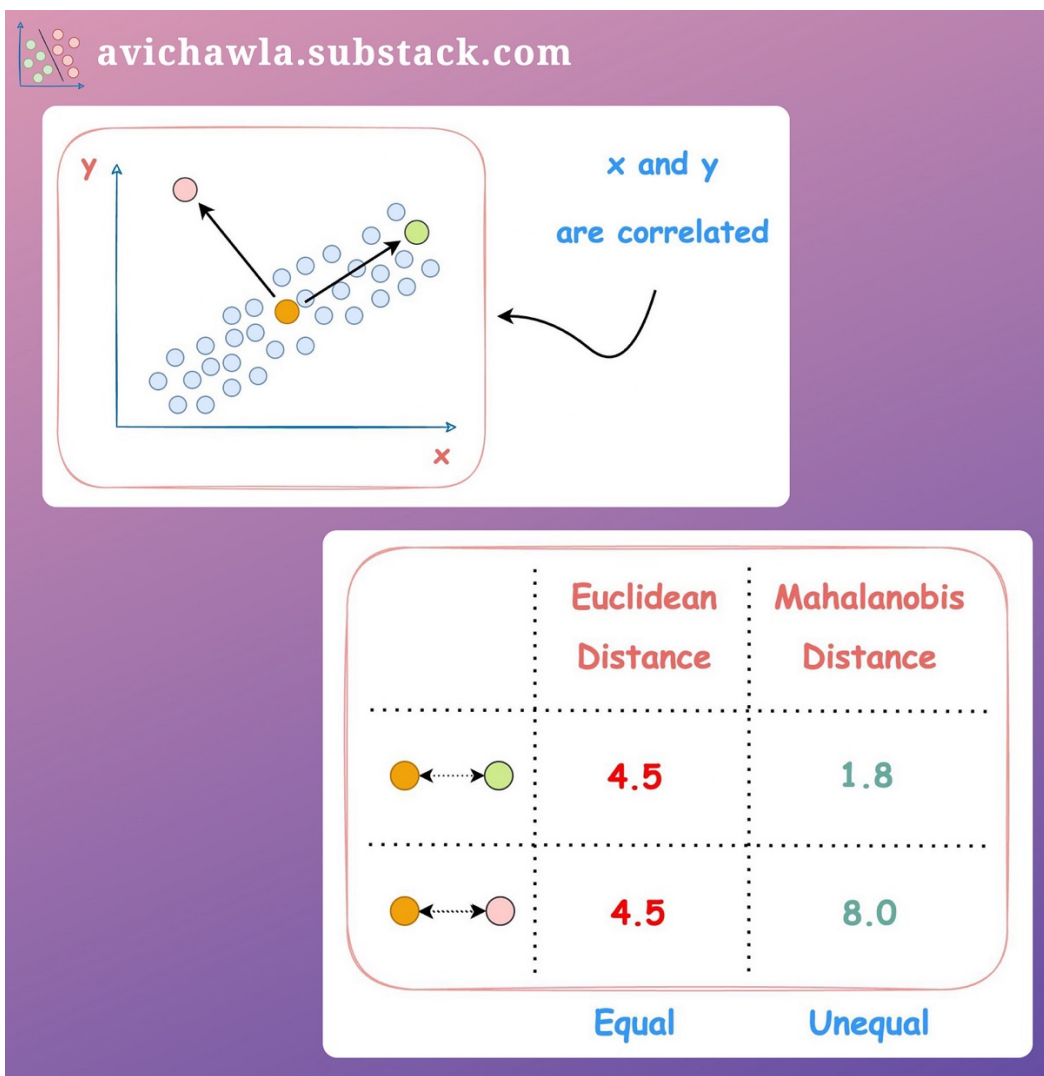 avichawla.substack.com
y
x and y
are correlated
x
Euclidean Distance
Mahalanobis Distance
4.5 1.8
4.5 8.0
Equal Unequal